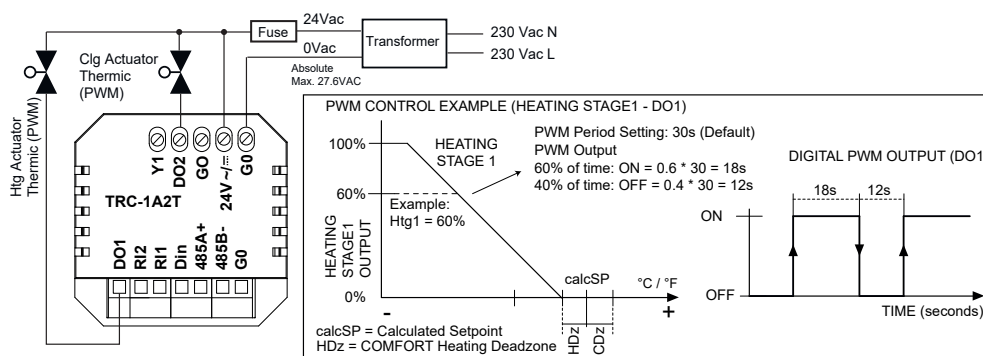 24Vac
Fuse
Transformer
230 Vac N
230 Vac L
0Vac
Absolute
Max. 27.6VAC
Clg Actuator
Thermic
(PWM)
Htg Actuator
Thermic (PWM)
Y1
DO2
GO
24V ~/⎓
G0
TRC-1A2T
DO1
RI2
RI1
Din
485A+
485B-
G0
PWM CONTROL EXAMPLE (HEATING STAGE1 - DO1)
100%
60%
0%
HEATING
STAGE1
OUTPUT
HEATING
STAGE 1
Example:
Htg1 = 60%
PWM Period Setting: 30s (Default)
PWM Output
60% of time: ON = 0.6 * 30 = 18s
40% of time: OFF = 0.4 * 30 = 12s
calcSP
°C / °F
-
+
HDz
CDz
calcSP = Calculated Setpoint
HDz = COMFORT Heating Deadzone
DIGITAL PWM OUTPUT (DO1
18s
12s
ON
OFF
TIME (seconds)